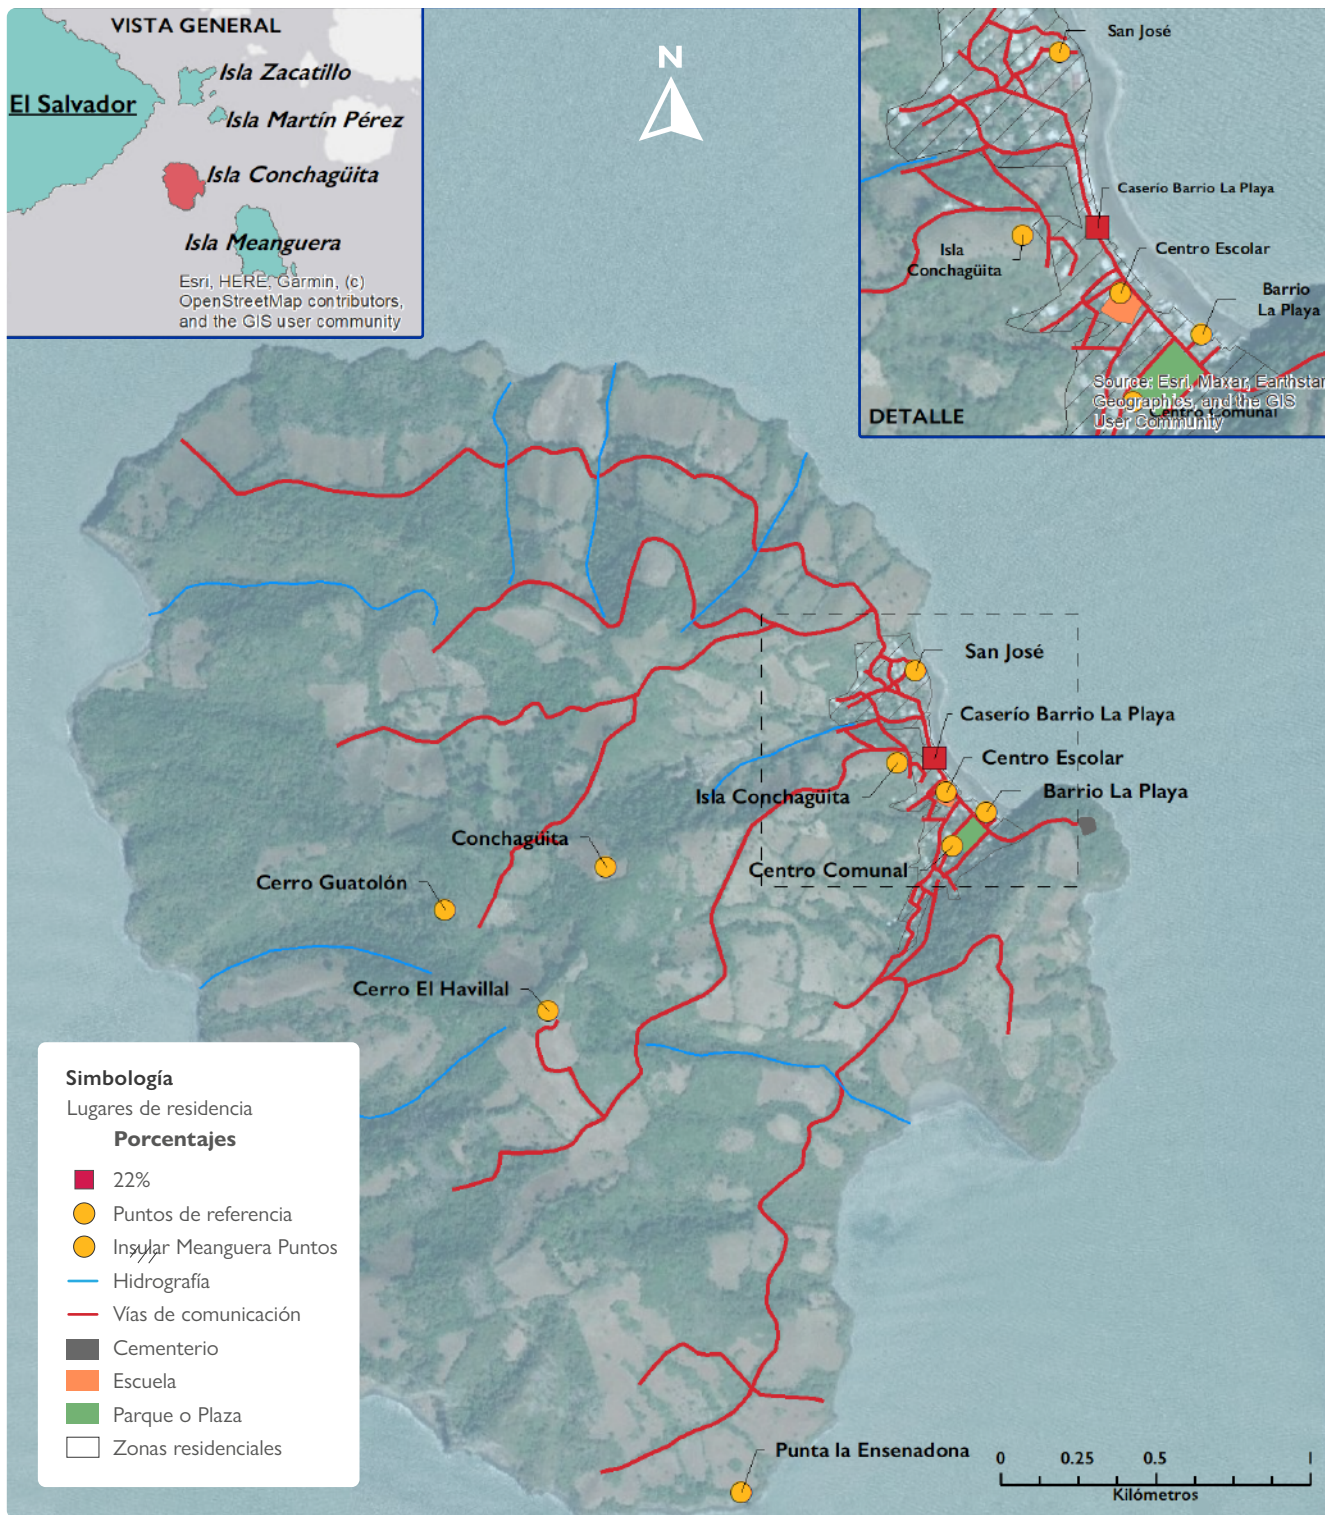 VISTA GENERAL
Isla Zacatillo
El Salvador
Isla Martín Pérez
Isla Conchagüita
Isla Meanguera
Esri, HERE, Garmin, (c)
OpenStreetMap contributors,
and the GIS user community
N
San José
Caserío Barrio La Playa
Centro Escolar
Isla
Conchagüita
Barrio
La Playa
Centro Comunal
Source: Esri, Maxar, Earthstar
Geographics, and the GIS
User Community
DETALLE
San José
Caserío Barrio La Playa
Centro Escolar
Barrio La Playa
Isla Conchagüita
Conchagüita
Centro Comunal
Cerro Guatolón
Cerro El Havillal
Punta la Ensenadona
Simbología
Lugares de residencia
Porcentajes
22%
Puntos de referencia
Insular Meanguera Puntos
Hidrografía
Vías de comunicación
Cementerio
Escuela
Parque o Plaza
Zonas residenciales
0 0.25 0.5 1
Kilómetros